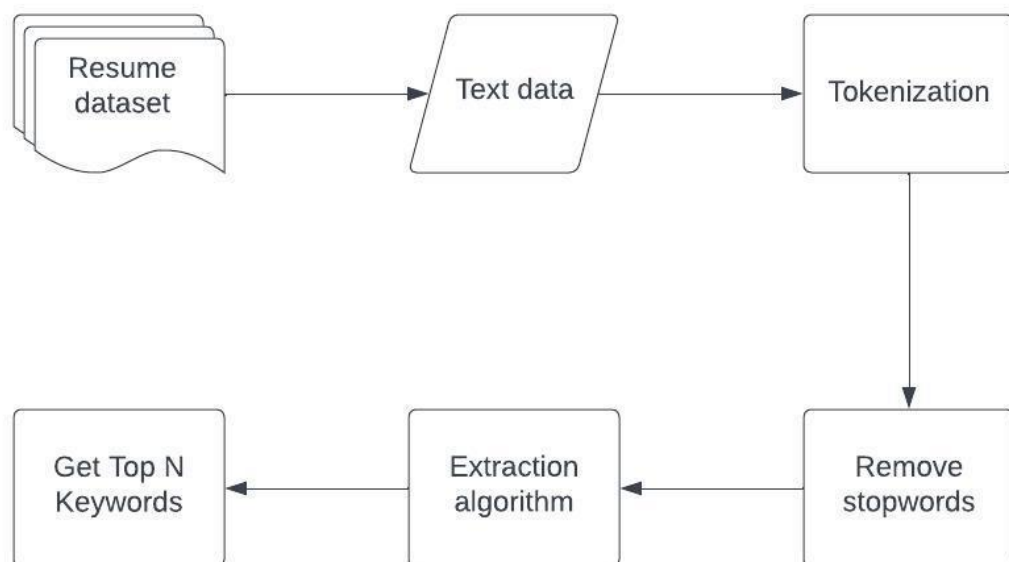 Resume
dataset
Text data
Tokenization
Remove
stopwords
Extraction
algorithm
Get Top N
Keywords